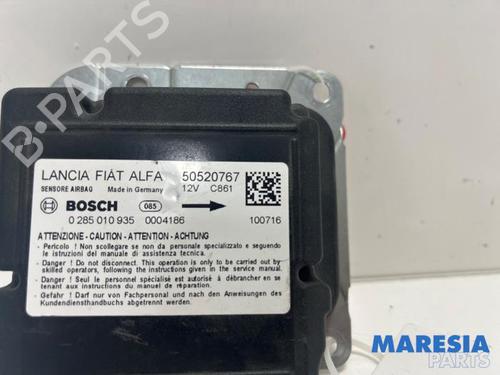 B-PARTS
LANCIA FIAT ALFA 50520767
SENSORE AIRBAG Made in Germany 12V C861
BOSCH 085
0 285 010 935 0004186 100716
ATTENZIONE - CAUTION - ATTENTION - ACHTUNG
- Pericolo ! Non scollegare se non da personale specializzato e seguendo
le istruzioni del manuale di assistenza tecnica.
- Danger ! Do not disconnect. This operation is only to be carried out by
skilled operators, following the instructions given in the service manual.
- Danger ! Seul le personnel spécialisé est autorisé à débrancher en se
tenant aux instructions du manuel de réparation.
- Gefahr ! Darf nur von Fachpersonal und nach den Anweisungen des
Kundendiensthandbuchs abgetrennt werden.
MARESIA
PARTS